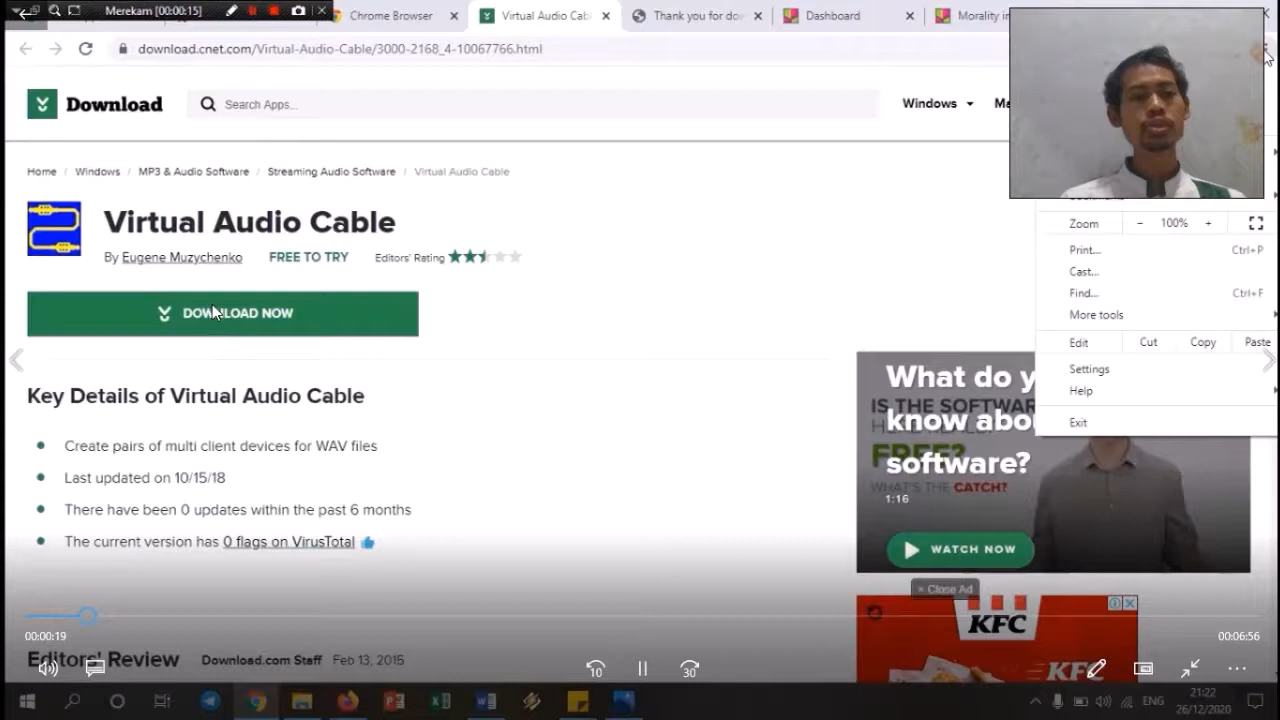 Merekam [00:00:15]
Chrome Browser
Virtual Audio Cab
Thank you for do
Dashboard
Morality in
download.cnet.com/Virtual-Audio-Cable/3000-2168_4-10067766.html
Download
Search Apps...
Windows
Ma
Home Windows MP3 & Audio Software Streaming Audio Software Virtual Audio Cable
Virtual Audio Cable
By Eugene Muzychenko FREE TO TRY Editors' Rating
DOWNLOAD NOW
Zoom - 100% +
Print... Ctrl+P
Cast...
Find... Ctrl+F
More tools
Edit Cut Copy Paste
Settings
Help
Exit
Key Details of Virtual Audio Cable
Create pairs of multi client devices for WAV files
Last updated on 10/15/18
There have been 0 updates within the past 6 months
The current version has 0 flags on VirusTotal
What do y
IS THE SOFTWAR
know abo
FREE?
software?
WHAT'S THE CATCH?
1:16
WATCH NOW
× Close Ad
KFC
KFC
00:00:19
00:06:56
Editors' Review Download.com Staff Feb 13, 2015
10
30
ENG
21:22
26/12/2020